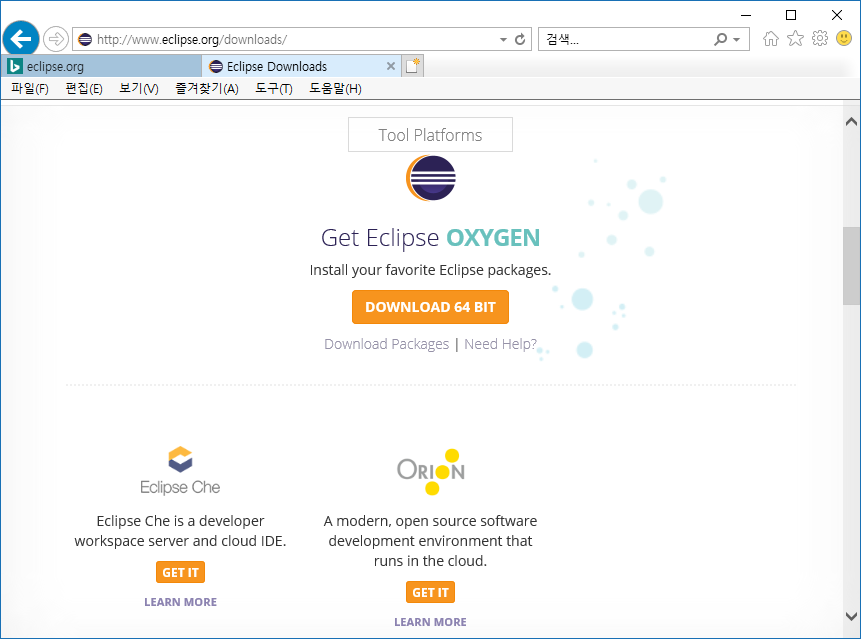 http://www.eclipse.org/downloads/
검색...
eclipse.org
Eclipse Downloads
파일(F) 편집(E) 보기(V) 즐겨찾기(A) 도구(T) 도움말(H)
Tool Platforms
Get Eclipse OXYGEN
Install your favorite Eclipse packages.
DOWNLOAD 64 BIT
Download Packages | Need Help?
Eclipse Che
Eclipse Che is a developer
workspace server and cloud IDE.
GET IT
LEARN MORE
ORION
A modern, open source software
development environment that
runs in the cloud.
GET IT
LEARN MORE